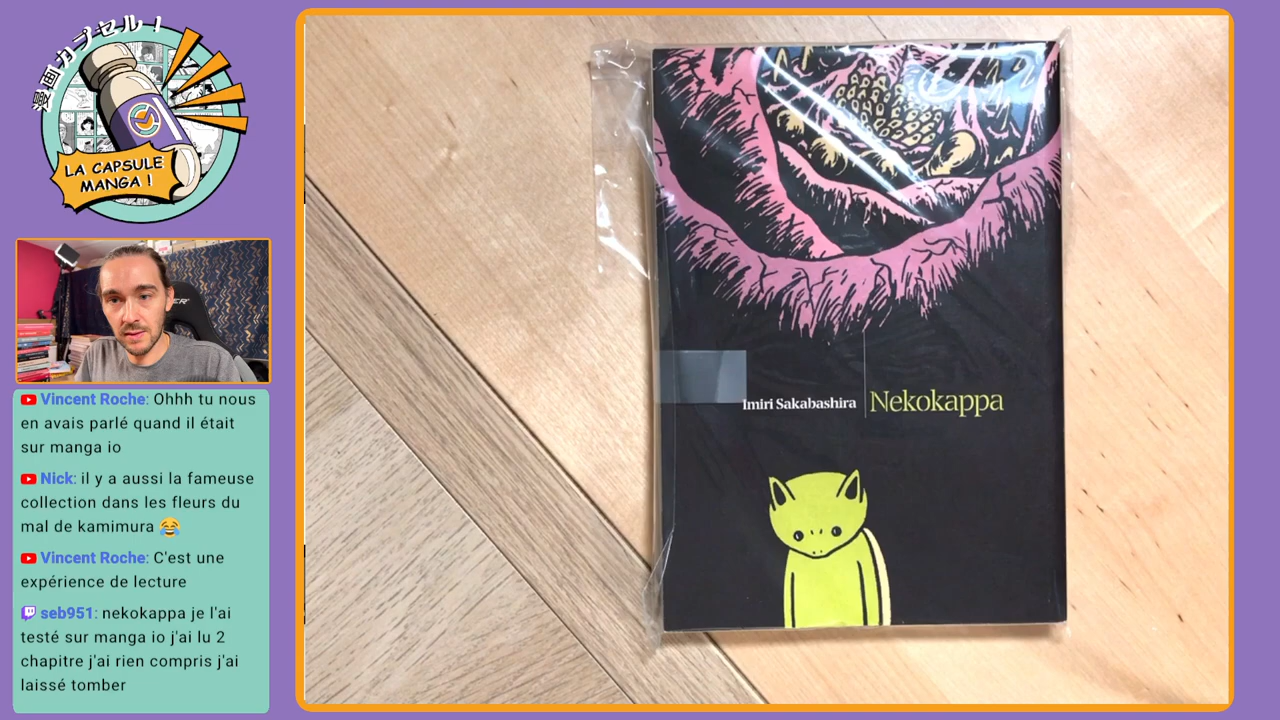 漫画カプセル！
LA CAPSULE
MANGA !
Vincent Roche: Ohhh tu nous
en avais parlé quand il était
sur manga io
Nick: il y a aussi la fameuse
collection dans les fleurs du
mal de kamimura 😂
Vincent Roche: C'est une
expérience de lecture
seb951: nekokappa je l'ai
testé sur manga io j'ai lu 2
chapitre j'ai rien compris j'ai
laissé tomber
Imiri Sakabashira
Nekokappa